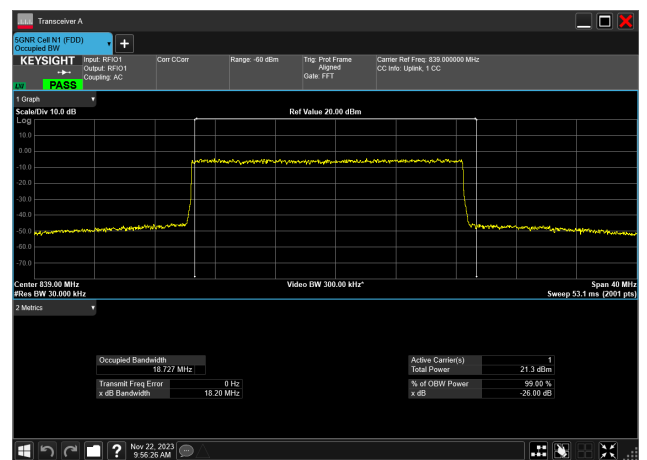 Transceiver A
5GNR Cell N1 (FDD)
Occupied BW
KEYSIGHT
Input: RFIO1
Output: RFIO1
Coupling: AC
Corr CCorr
Range: -60 dBm
Trig: Prot Frame
Aligned
Gate: FFT
Carrier Ref Freq: 839.000000 MHz
CC Info: Uplink, 1 CC
LV
PASS
1 Graph
Scale/Div 10.0 dB
Ref Value 20.00 dBm
Log
10.0
0.00
-10.0
-20.0
-30.0
-40.0
-50.0
-60.0
-70.0
Center 839.00 MHz
Video BW 300.00 kHz*
Span 40 MHz
#Res BW 30.000 kHz
Sweep 53.1 ms (2001 pts)
2 Metrics
Occupied Bandwidth
18.727 MHz
Active Carrier(s) 1
Total Power 21.3 dBm
Transmit Freq Error 0 Hz
x dB Bandwidth 18.20 MHz
% of OBW Power 99.00 %
x dB -26.00 dB
Nov 22, 2023
9:56:26 AM